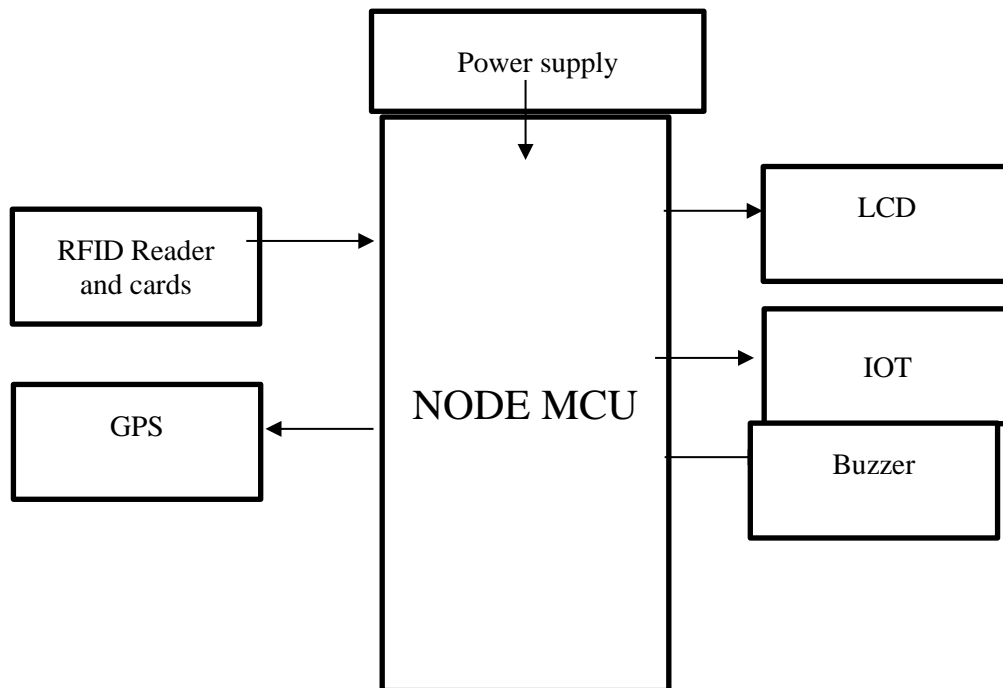 Power supply
RFID Reader
and cards
GPS
NODE MCU
LCD
IOT
Buzzer